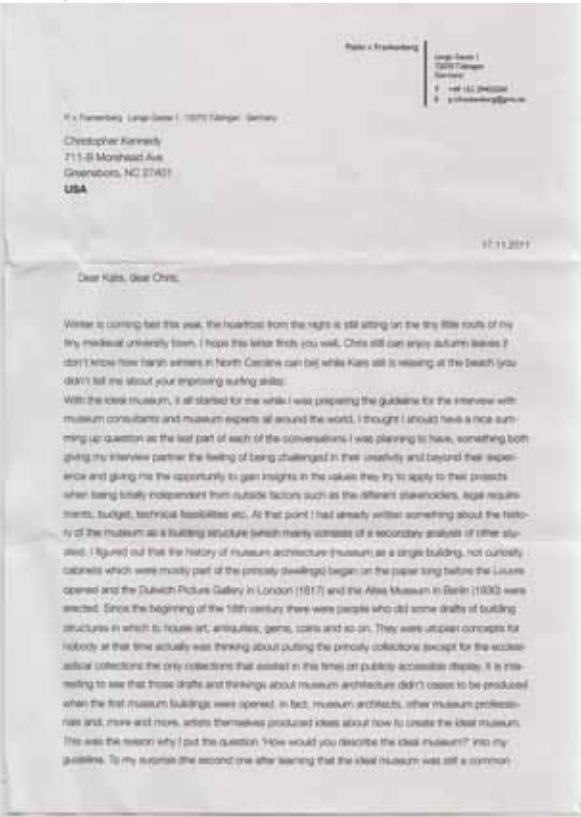 Pablo v. Frankenberg
Lange Gasse 1
Tübingen
Germany
P. v. Frankenberg Lange Gasse 1 Tübingen Germany
Christopher Kennedy
711-B Morehead Ave
Greensboro, NC 27401
USA
17.11.2011
Dear Kate, dear Chris,
Winter is coming fast this year, the hoarfrost from the night is still sitting on the tiny little roofs of my
tiny medieval university town. I hope this letter finds you well, Chris still can enjoy autumn leaves (I
don't know how harsh winters in North Carolina can be) while Kate still is relaxing at the beach (you
didn't tell me about your improving surfing skills).
With the ideal museum, it all started for me while I was preparing the guideline for the interview with
museum consultants and museum experts all around the world. I thought I should have a nice sum-
ming up question as the last part of each of the conversations I was planning to have, something both
giving my interview partner the feeling of being challenged in their creativity and beyond their experi-
ence and giving me the opportunity to gain insights in the values they try to apply to their projects
when being totally independent from outside factors such as the different stakeholders, legal require-
ments, budget, technical feasibilities etc. At that point I had already written something about the histo-
ry of the museum as a building structure (which mainly consists of a secondary analysis of other stu-
dies). I figured out that the history of museum architecture (museum as a single building, not curiosity
cabinets which were mostly part of the princely dwellings) began on the paper long before the Louvre
opened and the Dulwich Picture Gallery in London (1817) and the Altes Museum in Berlin (1830) were
erected. Since the beginning of the 18th century there were people who did some drafts of building
structures in which to house art, antiquities, gems, coins and so on. They were utopian concepts for
nobody at that time actually was thinking about putting the princely collections (except for the ecclesi-
astical collections the only collections that existed in this time) on publicly accessible display. It is inte-
resting to see that those drafts and thinkings about museum architecture didn't cease to be produced
when the first museum buildings were opened. In fact, museum architects, other museum professio-
nals and, more and more, artists themselves produced ideas about how to create the ideal museum.
This was the reason why I put the question "How would you describe the ideal museum?" into my
guideline. To my surprise (the second one after learning that the ideal museum was still a common